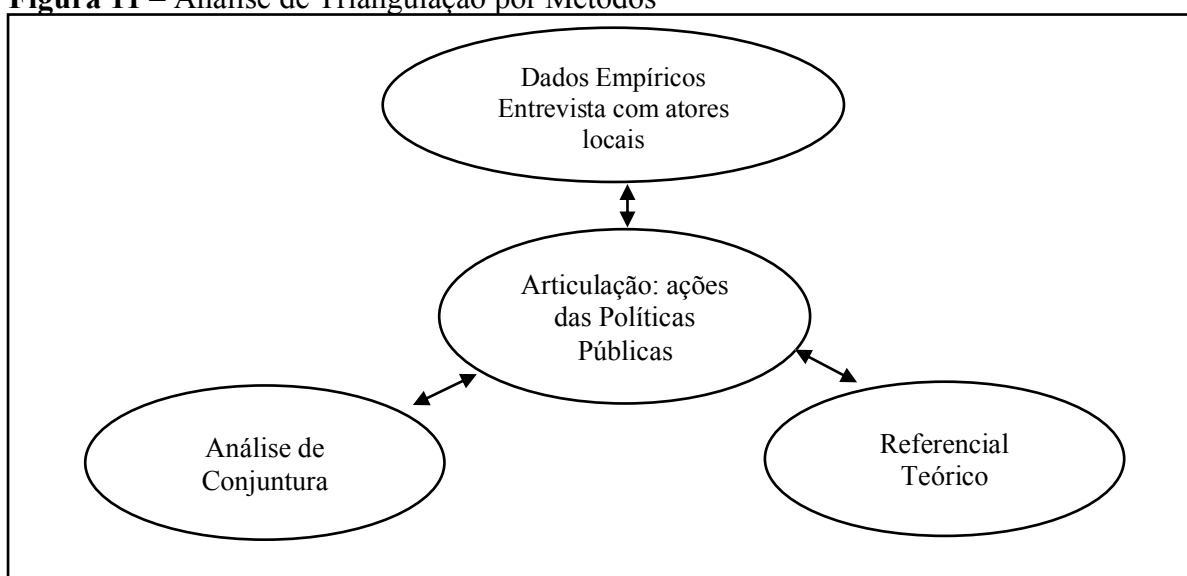 Figura 11 – Análise de Triangulação por Métodos
Dados Empíricos
Entrevista com atores
locais
Articulação: ações
das Políticas
Públicas
Análise de
Conjuntura
Referencial
Teórico